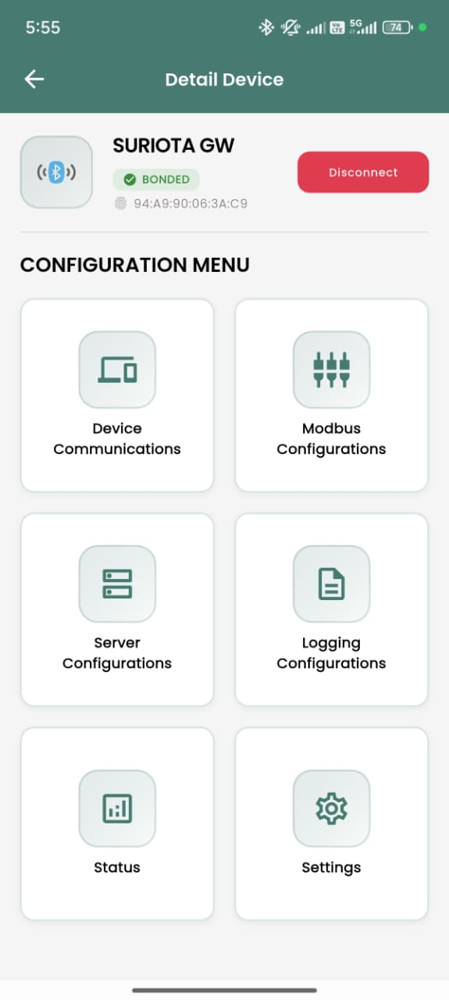 5:55
Vo
LTE
5G
74
Detail Device
SURIOTA GW
BONDED
Disconnect
94:A9:90:06:3A:C9
CONFIGURATION MENU
Device
Communications
Modbus
Configurations
Server
Configurations
Logging
Configurations
Status
Settings